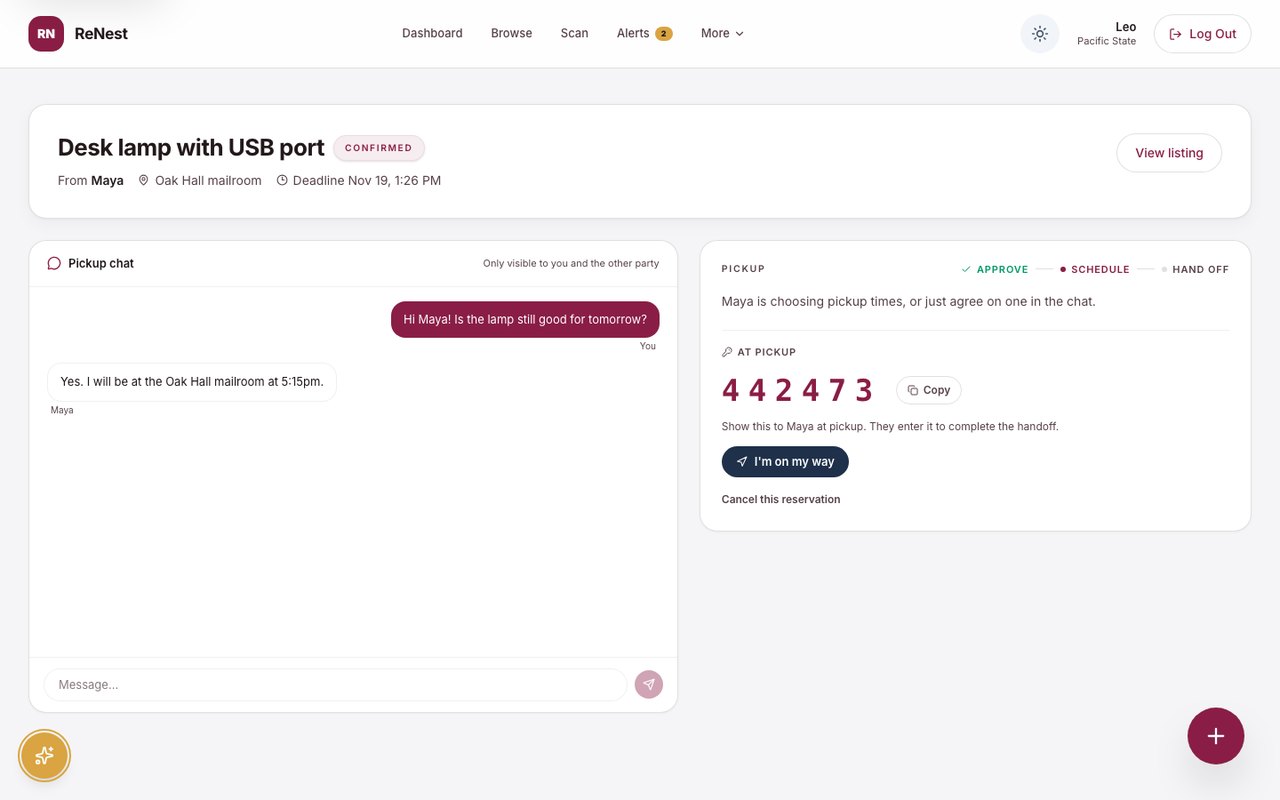 RN ReNest Dashboard Browse Scan Alerts 2 More Leo Pacific State Log Out
Desk lamp with USB port CONFIRMED
View listing
From Maya Oak Hall mailroom Deadline Nov 19, 1:26 PM
Pickup chat Only visible to you and the other party
Hi Maya! Is the lamp still good for tomorrow?
You
Yes. I will be at the Oak Hall mailroom at 5:15pm.
Maya
Message...
PICKUP APPROVE SCHEDULE HAND OFF
Maya is choosing pickup times, or just agree on one in the chat.
AT PICKUP
442473 Copy
Show this to Maya at pickup. They enter it to complete the handoff.
I'm on my way
Cancel this reservation